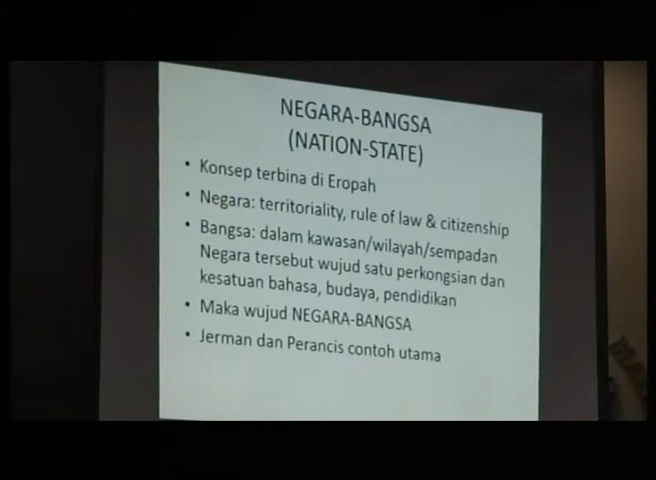 NEGARA-BANGSA
(NATION-STATE)
• Konsep terbina di Eropah
• Negara: territoriality, rule of law & citizenship
• Bangsa: dalam kawasan/wilayah/sempadan
Negara tersebut wujud satu perkongsian dan
kesatuan bahasa, budaya, pendidikan
• Maka wujud NEGARA-BANGSA
• Jerman dan Perancis contoh utama